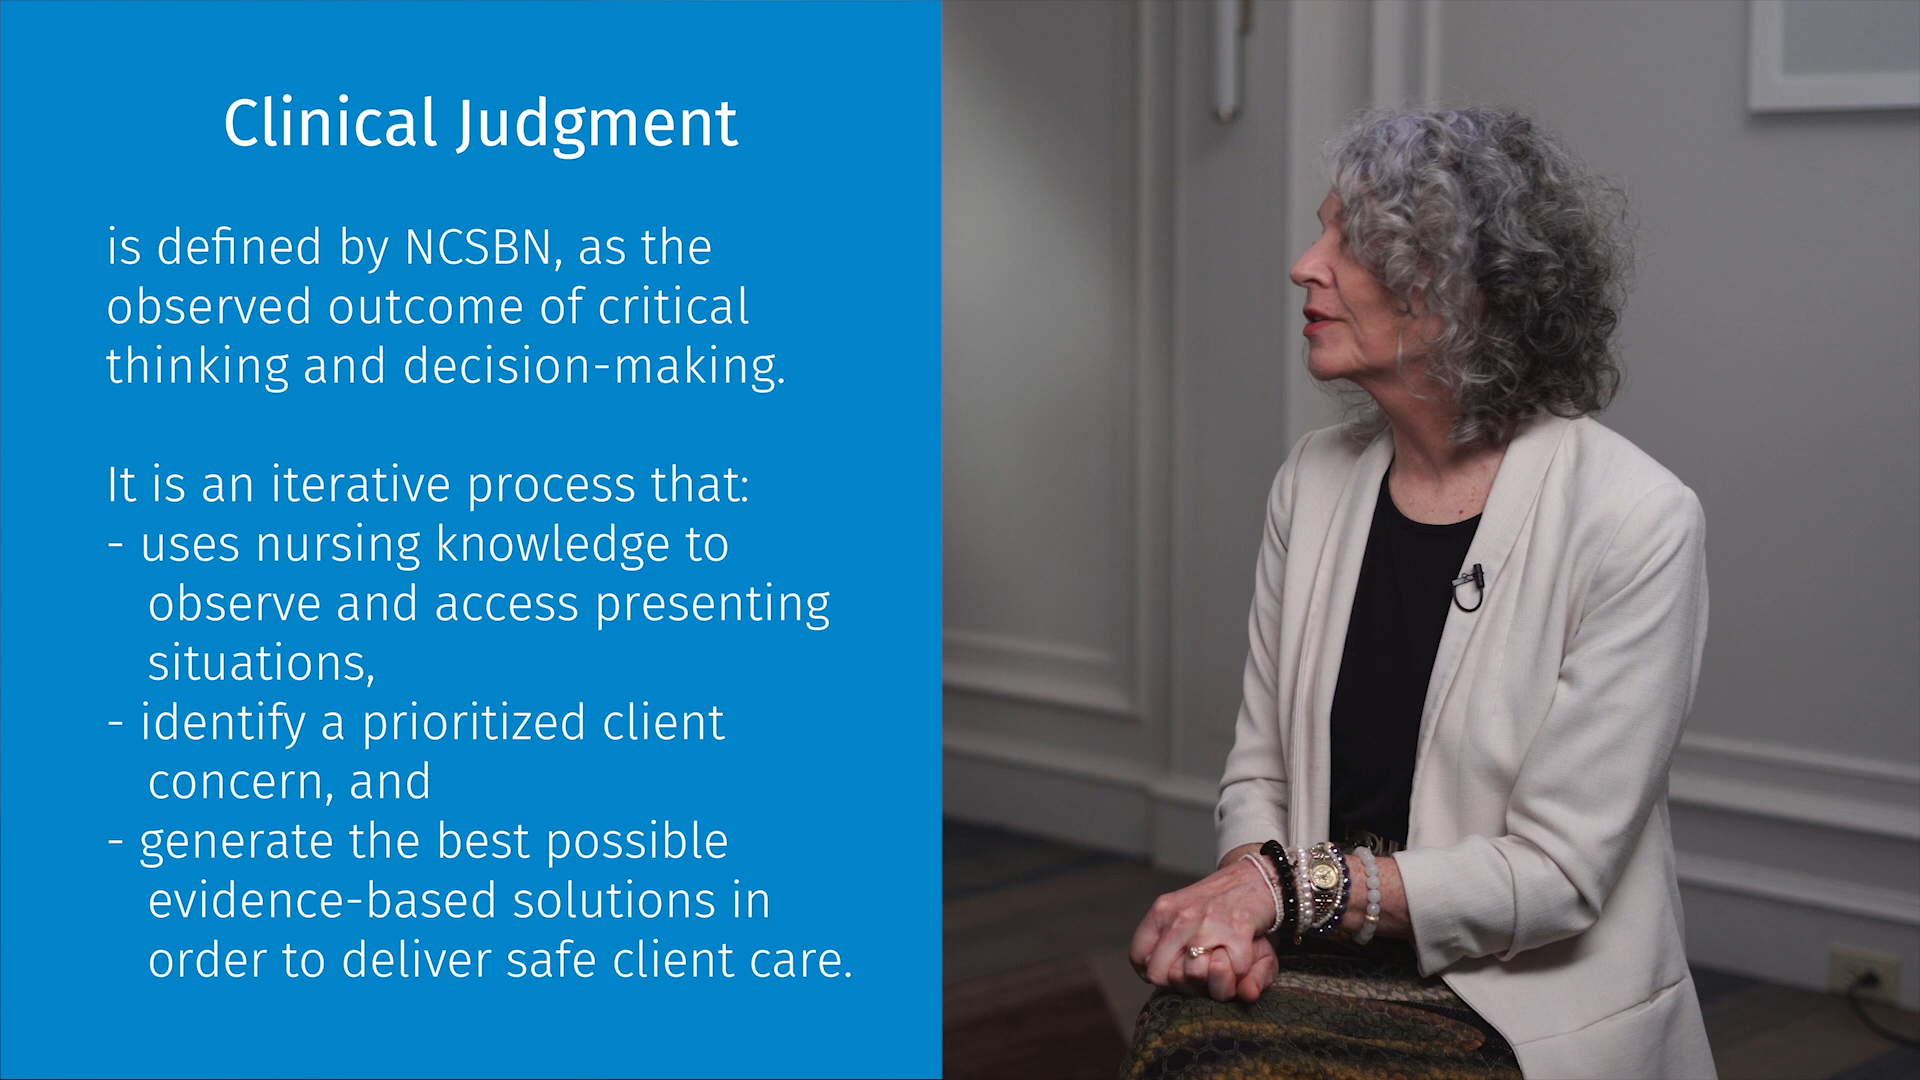 Clinical Judgment
is defined by NCSBN, as the
observed outcome of critical
thinking and decision-making.
It is an iterative process that:
- uses nursing knowledge to
observe and access presenting
situations,
- identify a prioritized client
concern, and
- generate the best possible
evidence-based solutions in
order to deliver safe client care.